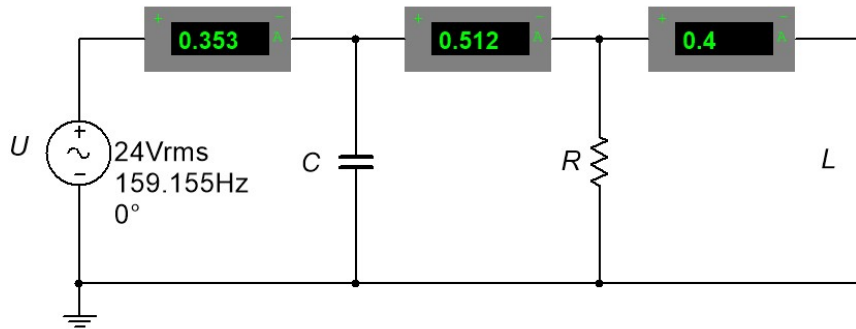 + 0.353 − A
+ 0.512 − A
+ 0.4 − A
U
+
−
24Vrms
159.155Hz
0°
C
R
L